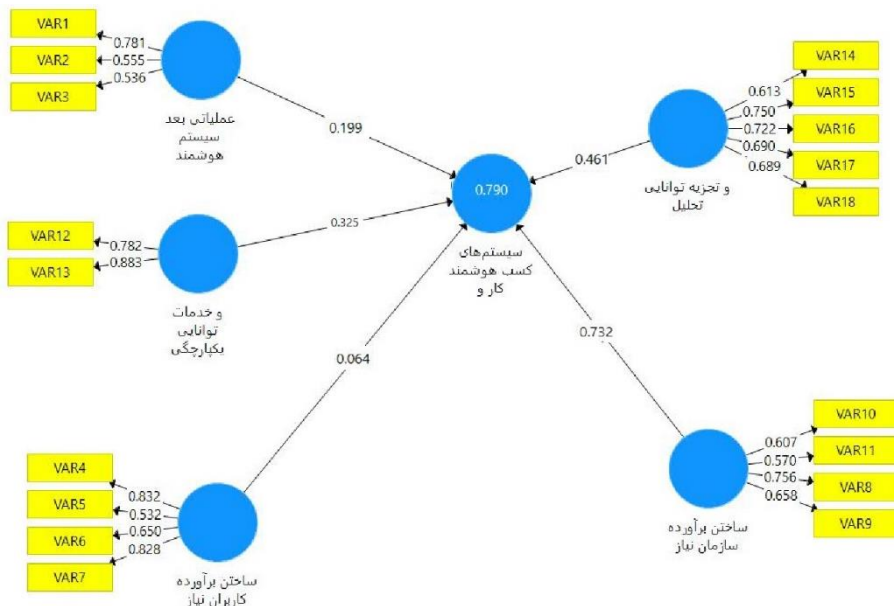 VAR1
0.781
VAR2
0.555
VAR3
0.536
عملیاتی بعد
سیستم
هوشمند
0.199
VAR12
0.782
VAR13
0.883
و خدمات
توانایی
یکپارچگی
0.325
VAR4
0.832
VAR5
0.532
VAR6
0.650
VAR7
0.828
ساختن برآورده
کاربران نیاز
0.064
0.790
سیستم‌های
کسب هوشمند
کار و
VAR14
0.613
VAR15
0.750
VAR16
0.722
VAR17
0.690
VAR18
0.689
و تجزیه توانایی
تحلیل
0.461
VAR10
0.607
VAR11
0.570
VAR8
0.756
VAR9
0.658
ساختن برآورده
سازمان نیاز
0.732